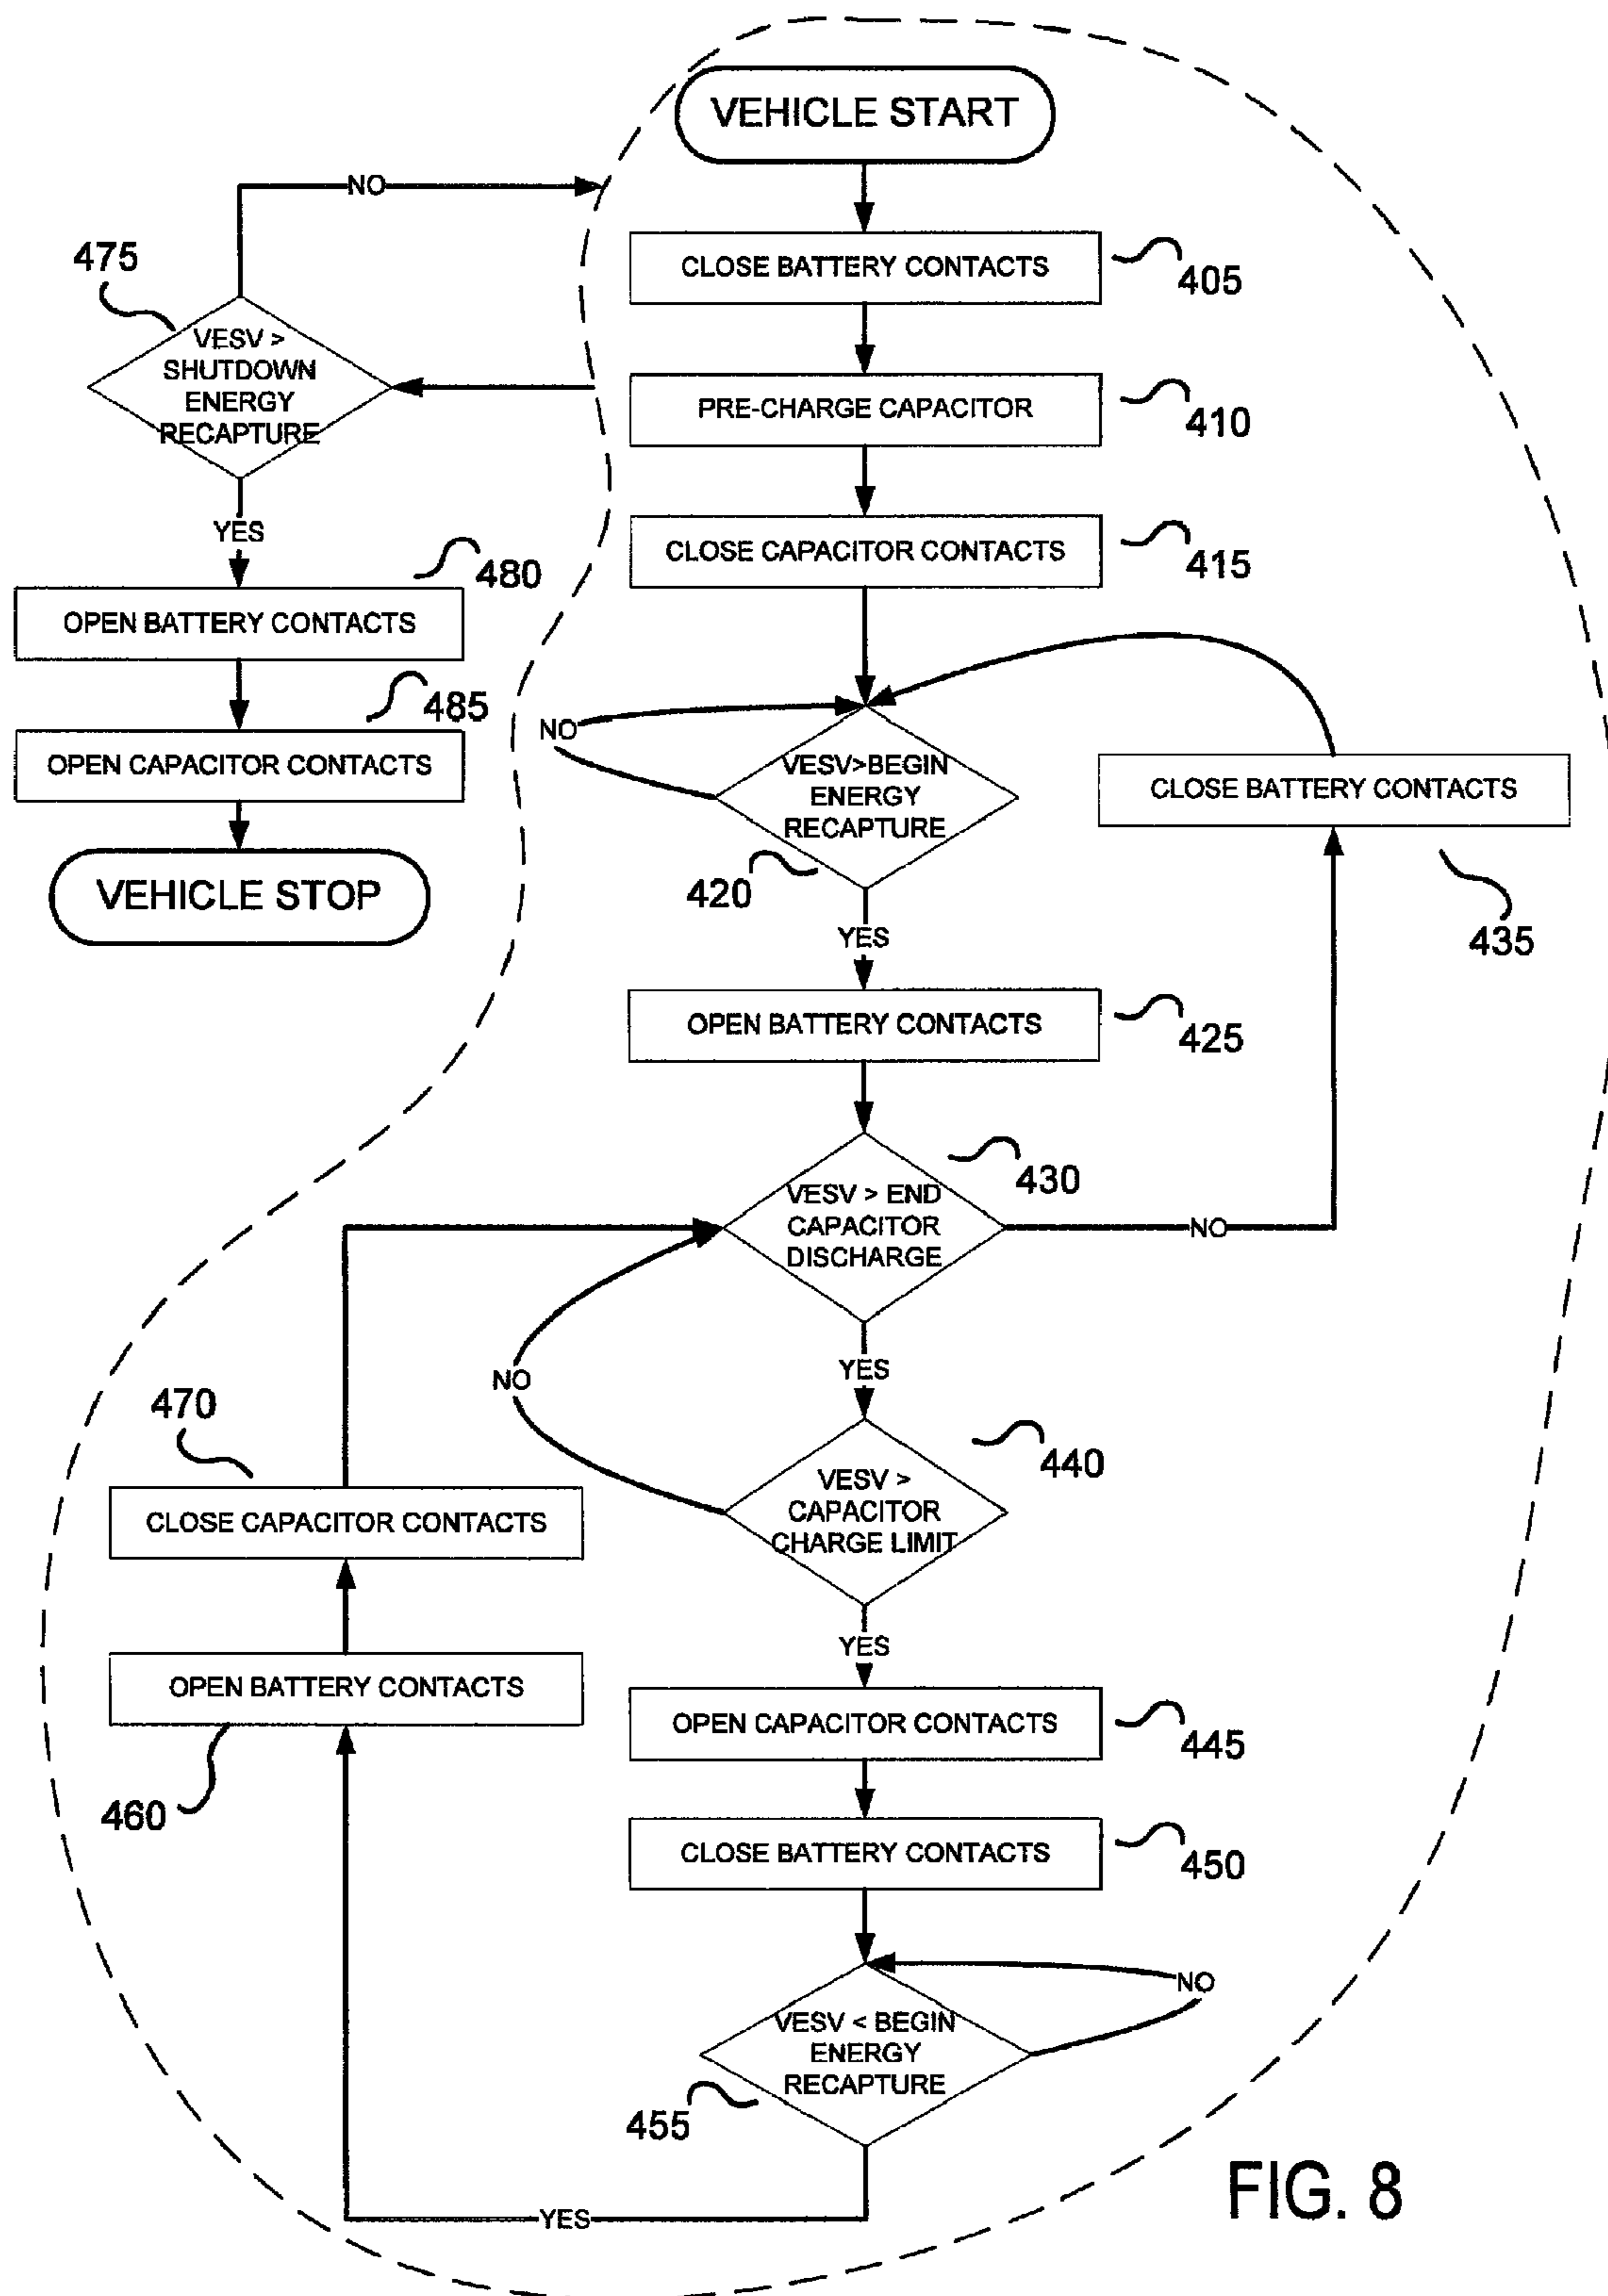 VEHICLE START
NO
475
CLOSE BATTERY CONTACTS
405
VESV >
SHUTDOWN
ENERGY
RECAPTURE
PRE-CHARGE CAPACITOR
410
YES
CLOSE CAPACITOR CONTACTS
415
480
OPEN BATTERY CONTACTS
485
OPEN CAPACITOR CONTACTS
VEHICLE STOP
NO
VESV>BEGIN
ENERGY
RECAPTURE
420
CLOSE BATTERY CONTACTS
435
YES
OPEN BATTERY CONTACTS
425
430
VESV > END
CAPACITOR
DISCHARGE
NO
YES
NO
470
440
VESV >
CAPACITOR
CHARGE LIMIT
CLOSE CAPACITOR CONTACTS
YES
OPEN BATTERY CONTACTS
460
OPEN CAPACITOR CONTACTS
445
CLOSE BATTERY CONTACTS
450
NO
VESV < BEGIN
ENERGY
RECAPTURE
455
YES
FIG. 8